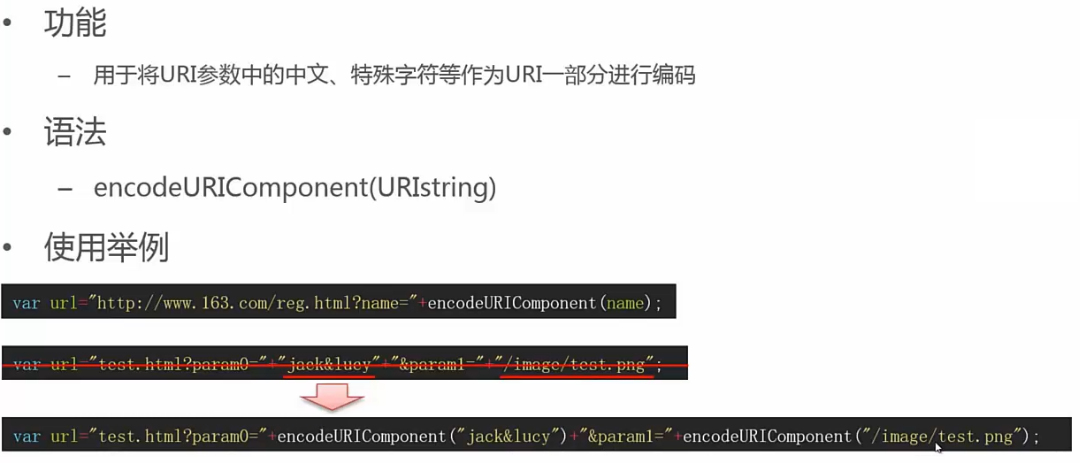 • 功能
– 用于将URI参数中的中文、特殊字符等作为URI一部分进行编码
• 语法
– encodeURIComponent(URIstring)
• 使用举例
var url="http://www.163.com/reg.html?name="+encodeURIComponent(name);
var url="test.html?param0="+"jack&lucy"+"&param1="+"/image/test.png";
var url="test.html?param0="+encodeURIComponent("jack&lucy")+"&param1="+encodeURIComponent("/image/test.png");